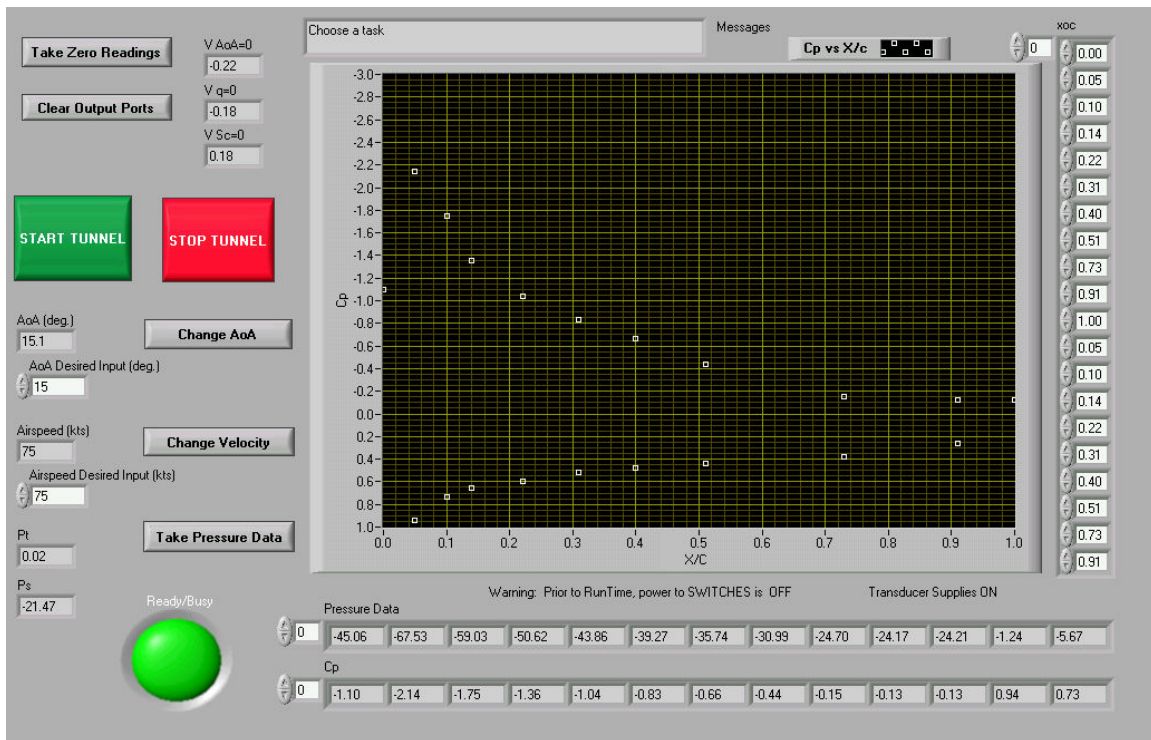 Take Zero Readings
V AoA=0
-0.22
Clear Output Ports
V q=0
-0.18
V Sc=0
0.18
START TUNNEL
STOP TUNNEL
AoA (deg.)
15.1
Change AoA
AoA Desired Input (deg.)
15
Airspeed (kts)
75
Change Velocity
Airspeed Desired Input (kts)
75
Pt
0.02
Take Pressure Data
Ps
-21.47
Ready/Busy
Choose a task
Messages
Cp vs X/c
-3.0
-2.8
-2.6
-2.4
-2.2
-2.0
-1.8
-1.6
-1.4
-1.2
-1.0
-0.8
-0.6
-0.4
-0.2
0.0
0.2
0.4
0.6
0.8
1.0
Cp
0.0 0.1 0.2 0.3 0.4 0.5 0.6 0.7 0.8 0.9 1.0
X/C
xoc
0
0.00
0.05
0.10
0.14
0.22
0.31
0.40
0.51
0.73
0.91
1.00
0.05
0.10
0.14
0.22
0.31
0.40
0.51
0.73
0.91
Warning: Prior to RunTime, power to SWITCHES is OFF Transducer Supplies ON
Pressure Data
0 -45.06 -67.53 -59.03 -50.62 -43.86 -39.27 -35.74 -30.99 -24.70 -24.17 -24.21 -1.24 -5.67
Cp
0 -1.10 -2.14 -1.75 -1.36 -1.04 -0.83 -0.66 -0.44 -0.15 -0.13 -0.13 0.94 0.73